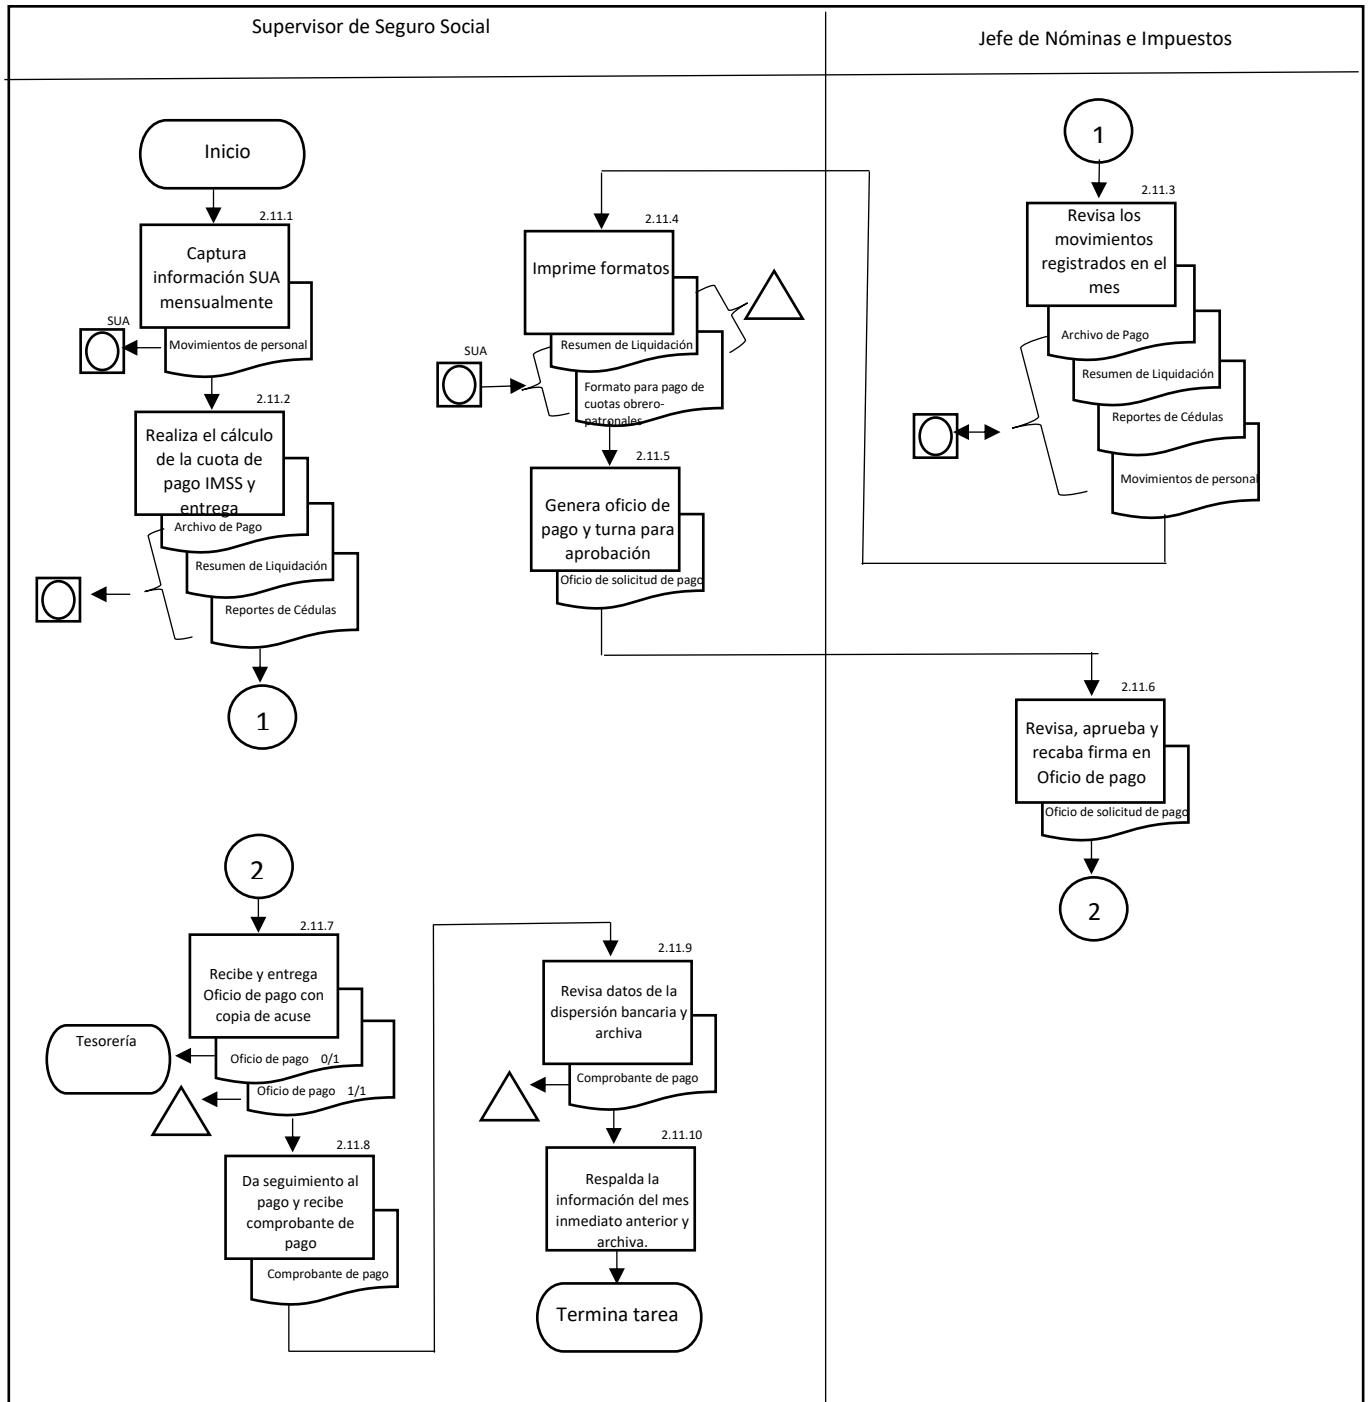 Supervisor de Seguro Social
Jefe de Nóminas e Impuestos
Inicio
2.11.1
Captura
información SUA
mensualmente
SUA
Movimientos de personal
2.11.2
Realiza el cálculo
de la cuota de
pago IMSS y
entrega
Archivo de Pago
Resumen de Liquidación
Reportes de Cédulas
1
1
2.11.3
Revisa los
movimientos
registrados en el
mes
Archivo de Pago
Resumen de Liquidación
Reportes de Cédulas
Movimientos de personal
2.11.4
Imprime formatos
SUA
Resumen de Liquidación
Formato para pago de
cuotas obrero-
patronales
2.11.5
Genera oficio de
pago y turna para
aprobación
Oficio de solicitud de pago
2.11.6
Revisa, aprueba y
recaba firma en
Oficio de pago
Oficio de solicitud de pago
2
2
2.11.7
Recibe y entrega
Oficio de pago con
copia de acuse
Tesorería
Oficio de pago 0/1
Oficio de pago 1/1
2.11.8
Da seguimiento al
pago y recibe
comprobante de
pago
Comprobante de pago
2.11.9
Revisa datos de la
dispersión bancaria y
archiva
Comprobante de pago
2.11.10
Respalda la
información del mes
inmediato anterior y
archiva.
Termina tarea